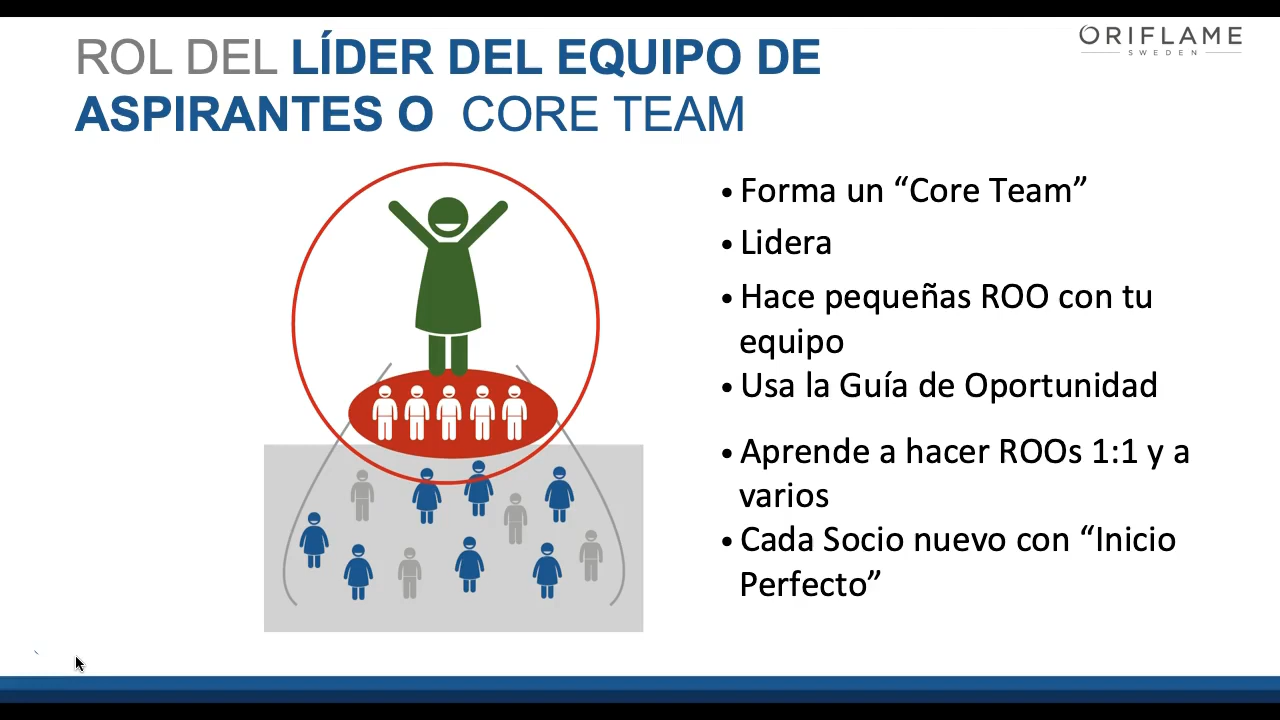 ROL DEL LÍDER DEL EQUIPO DE
ASPIRANTES O CORE TEAM
ORIFLAME
SWEDEN
• Forma un “Core Team”
• Lidera
• Hace pequeñas ROO con tu
equipo
• Usa la Guía de Oportunidad
• Aprende a hacer ROOs 1:1 y a
varios
• Cada Socio nuevo con “Inicio
Perfecto”